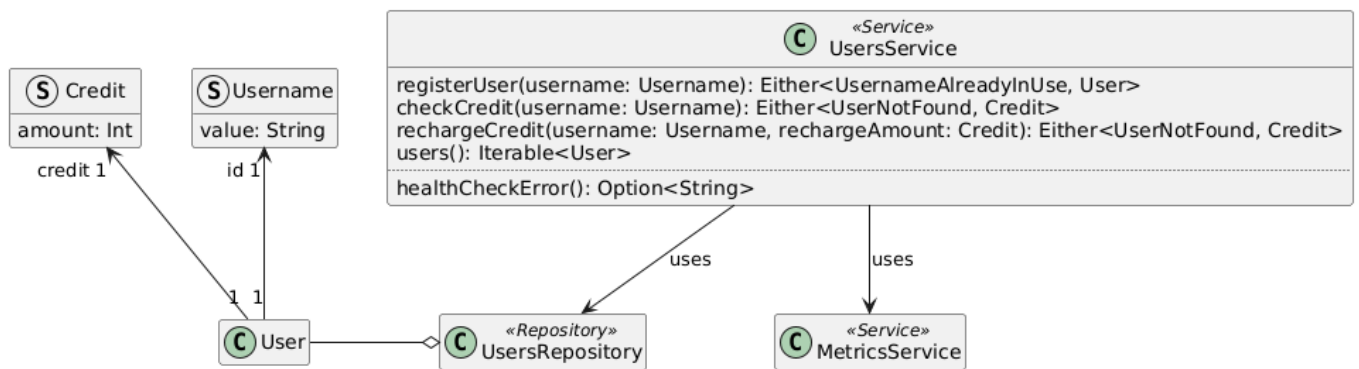 «Service»
C UsersService
registerUser(username: Username): Either<UsernameAlreadyInUse, User>
checkCredit(username: Username): Either<UserNotFound, Credit>
rechargeCredit(username: Username, rechargeAmount: Credit): Either<UserNotFound, Credit>
users(): Iterable<User>
healthCheckError(): Option<String>
S Credit
amount: Int
S Username
value: String
credit 1
id 1
uses
uses
1
1
C User
«Repository»
C UsersRepository
«Service»
C MetricsService